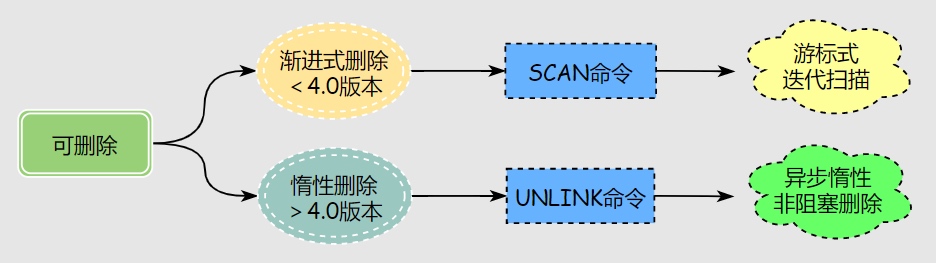 可删除
渐进式删除
< 4.0版本
SCAN命令
游标式
迭代扫描
惰性删除
> 4.0版本
UNLINK命令
异步惰性
非阻塞删除